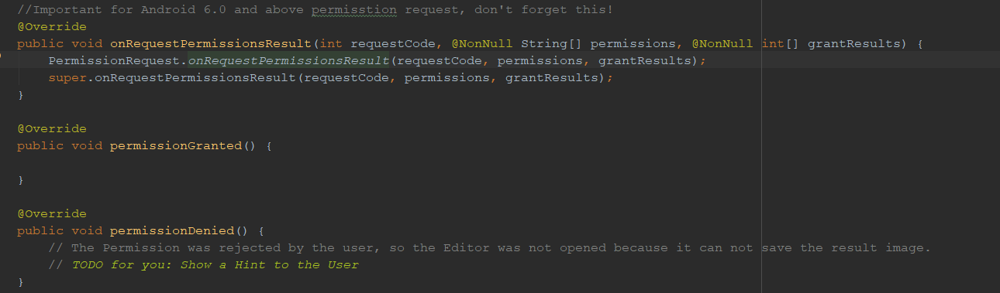 //Important for Android 6.0 and above permisstion request, don't forget this!
@Override
public void onRequestPermissionsResult(int requestCode, @NonNull String[] permissions, @NonNull int[] grantResults) {
    PermissionRequest.onRequestPermissionsResult(requestCode, permissions, grantResults);
    super.onRequestPermissionsResult(requestCode, permissions, grantResults);
}
@Override
public void permissionGranted() {
}
@Override
public void permissionDenied() {
    // The Permission was rejected by the user, so the Editor was not opened because it can not save the result image.
    // TODO for you: Show a Hint to the User
}